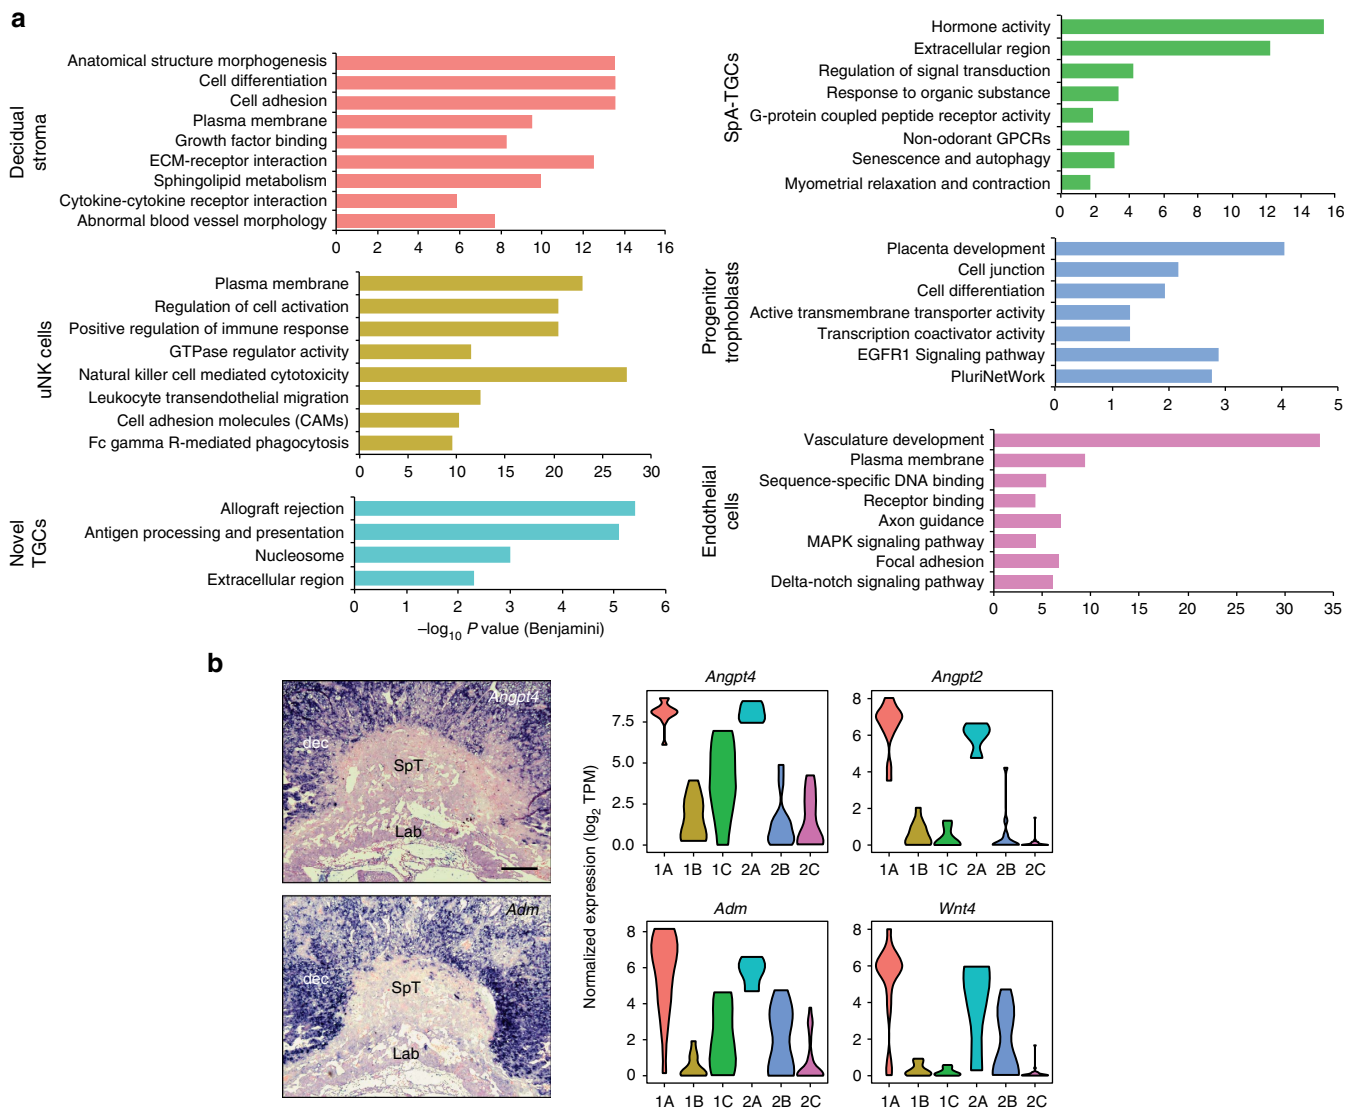 a
Decidual
stroma
Anatomical structure morphogenesis
Cell differentiation
Cell adhesion
Plasma membrane
Growth factor binding
ECM-receptor interaction
Sphingolipid metabolism
Cytokine-cytokine receptor interaction
Abnormal blood vessel morphology
0 2 4 6 8 10 12 14 16
uNK cells
Plasma membrane
Regulation of cell activation
Positive regulation of immune response
GTPase regulator activity
Natural killer cell mediated cytotoxicity
Leukocyte transendothelial migration
Cell adhesion molecules (CAMs)
Fc gamma R-mediated phagocytosis
0 5 10 15 20 25 30
Novel
TGCs
Allograft rejection
Antigen processing and presentation
Nucleosome
Extracellular region
0 1 2 3 4 5 6
–log10 P value (Benjamini)
SpA-TGCs
Hormone activity
Extracellular region
Regulation of signal transduction
Response to organic substance
G-protein coupled peptide receptor activity
Non-odorant GPCRs
Senescence and autophagy
Myometrial relaxation and contraction
0 2 4 6 8 10 12 14 16
Progenitor
trophoblasts
Placenta development
Cell junction
Cell differentiation
Active transmembrane transporter activity
Transcription coactivator activity
EGFR1 Signaling pathway
PluriNetWork
0 1 2 3 4 5
Endothelial
cells
Vasculature development
Plasma membrane
Sequence-specific DNA binding
Receptor binding
Axon guidance
MAPK signaling pathway
Focal adhesion
Delta-notch signaling pathway
0 5 10 15 20 25 30 35
b
Angpt4
dec
SpT
Lab
Adm
dec
SpT
Lab
Normalized expression (log2 TPM)
Angpt4
7.5
5.0
2.5
0.0
1A 1B 1C 2A 2B 2C
Angpt2
8
6
4
2
0
1A 1B 1C 2A 2B 2C
Adm
8
6
4
2
0
1A 1B 1C 2A 2B 2C
Wnt4
8
6
4
2
0
1A 1B 1C 2A 2B 2C